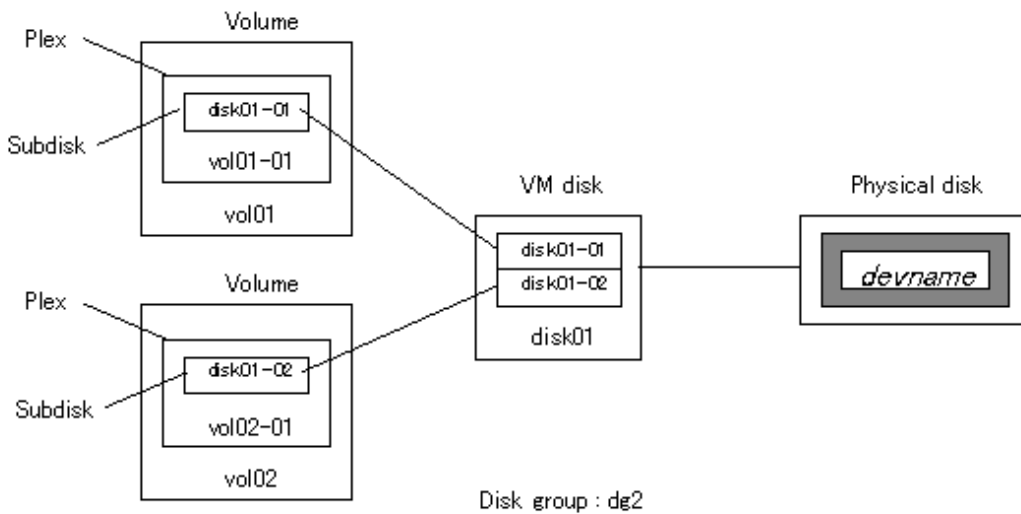 Volume
Plex
disk01-01
Subdisk
vol01-01
vol01
VM disk
disk01-01
disk01-02
disk01
Physical disk
devname
Volume
Plex
disk01-02
Subdisk
vol02-01
vol02
Disk group : dg2